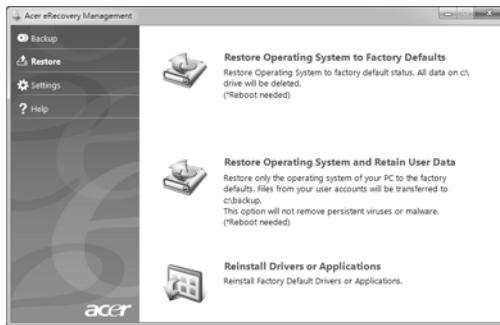 Acer eRecovery Management
Backup
Restore
Settings
Help
Restore Operating System to Factory Defaults
Restore Operating System to factory default status. All data on c:\
drive will be deleted.
(*Reboot needed)
Restore Operating System and Retain User Data
Restore only the operating system of your PC to the factory
defaults. Files from your user accounts will be transferred to
c:\backup.
This option will not remove persistent viruses or malware.
(*Reboot needed)
Reinstall Drivers or Applications
Reinstall Factory Default Drivers or Applications.
acer